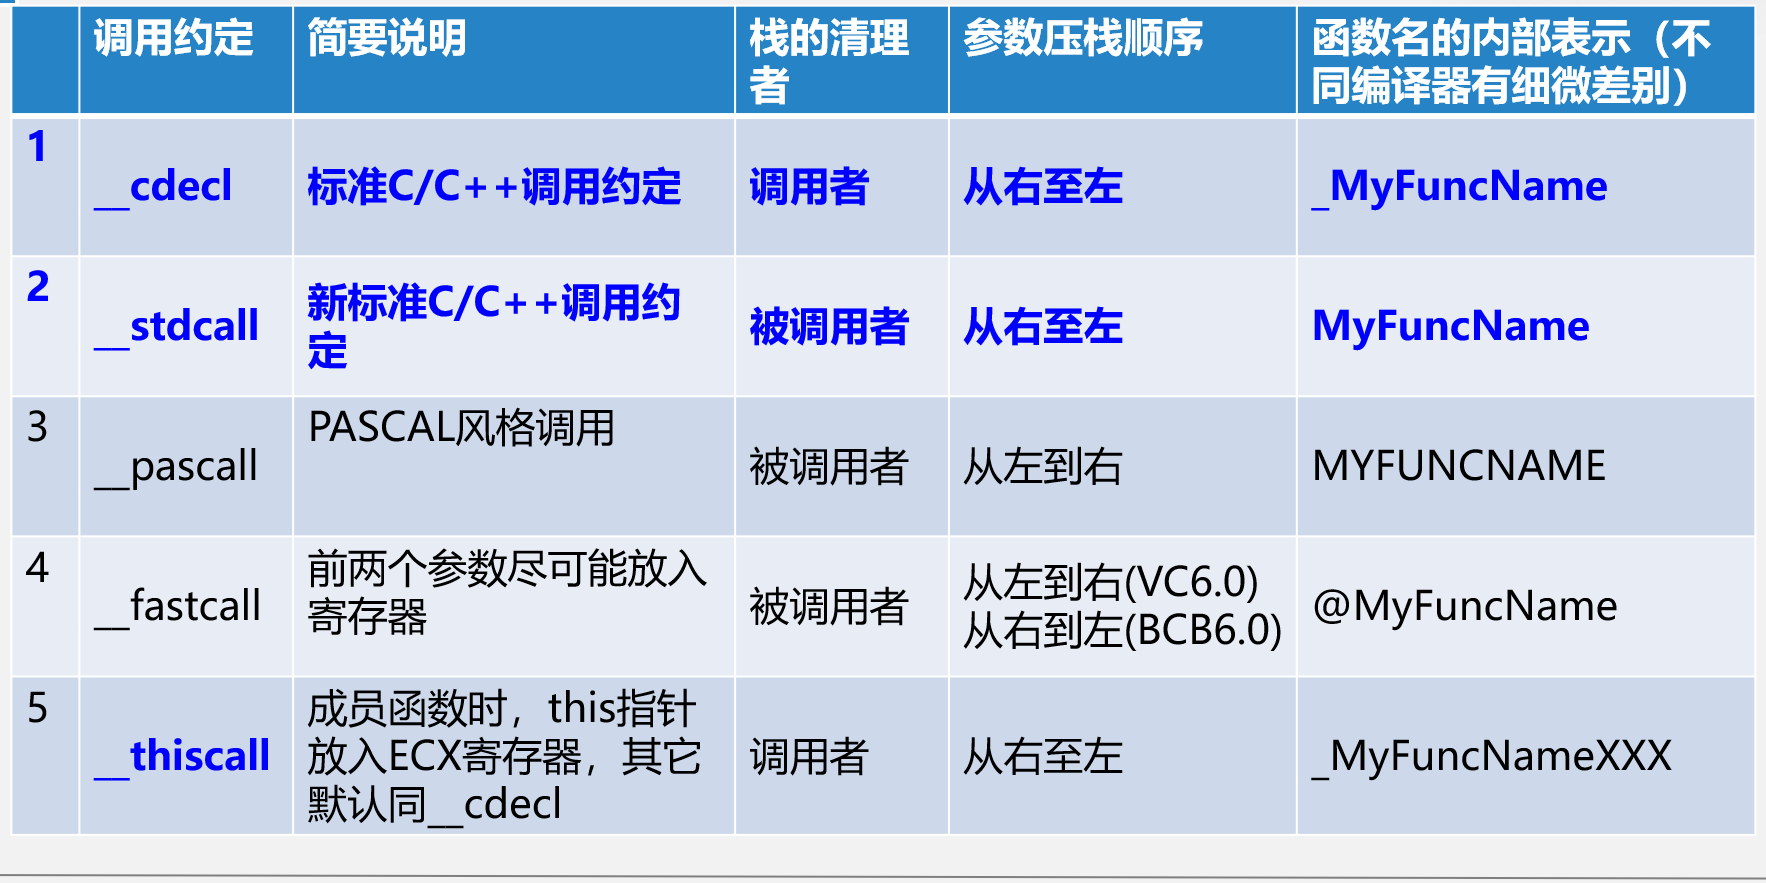 调用约定
简要说明
栈的清理
者
参数压栈顺序
函数名的内部表示（不
同编译器有细微差别）
1
__cdecl
标准C/C++调用约定
调用者
从右至左
_MyFuncName
2
__stdcall
新标准C/C++调用约
定
被调用者
从右至左
MyFuncName
3
__pascall
PASCAL风格调用
被调用者
从左到右
MYFUNCNAME
4
__fastcall
前两个参数尽可能放入
寄存器
被调用者
从左到右(VC6.0)
从右到左(BCB6.0)
@MyFuncName
5
__thiscall
成员函数时，this指针
放入ECX寄存器，其它
默认同__cdecl
调用者
从右至左
_MyFuncNameXXX